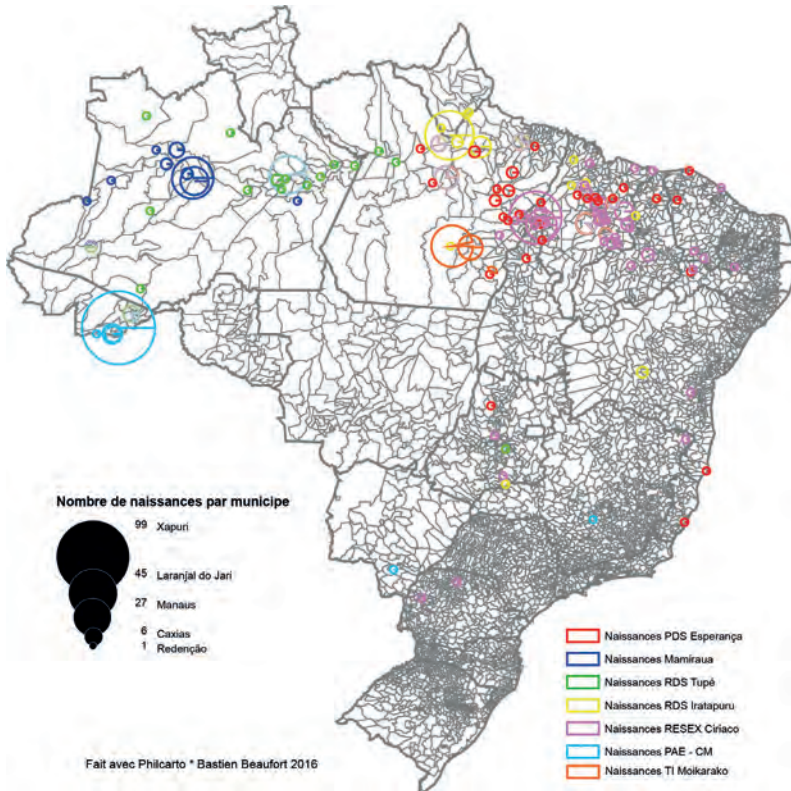 Nombre de naissances par municipe
99 Xapuri
45 Laranjal do Jari
27 Manaus
6 Caxias
1 Redenção
Naissances PDS Esperança
Naissances Mamiraua
Naissances RDS Tupé
Naissances RDS Iratapuru
Naissances RESEX Ciriaco
Naissances PAE - CM
Naissances TI Moikarako
Fait avec Philcarto * Bastien Beaufort 2016